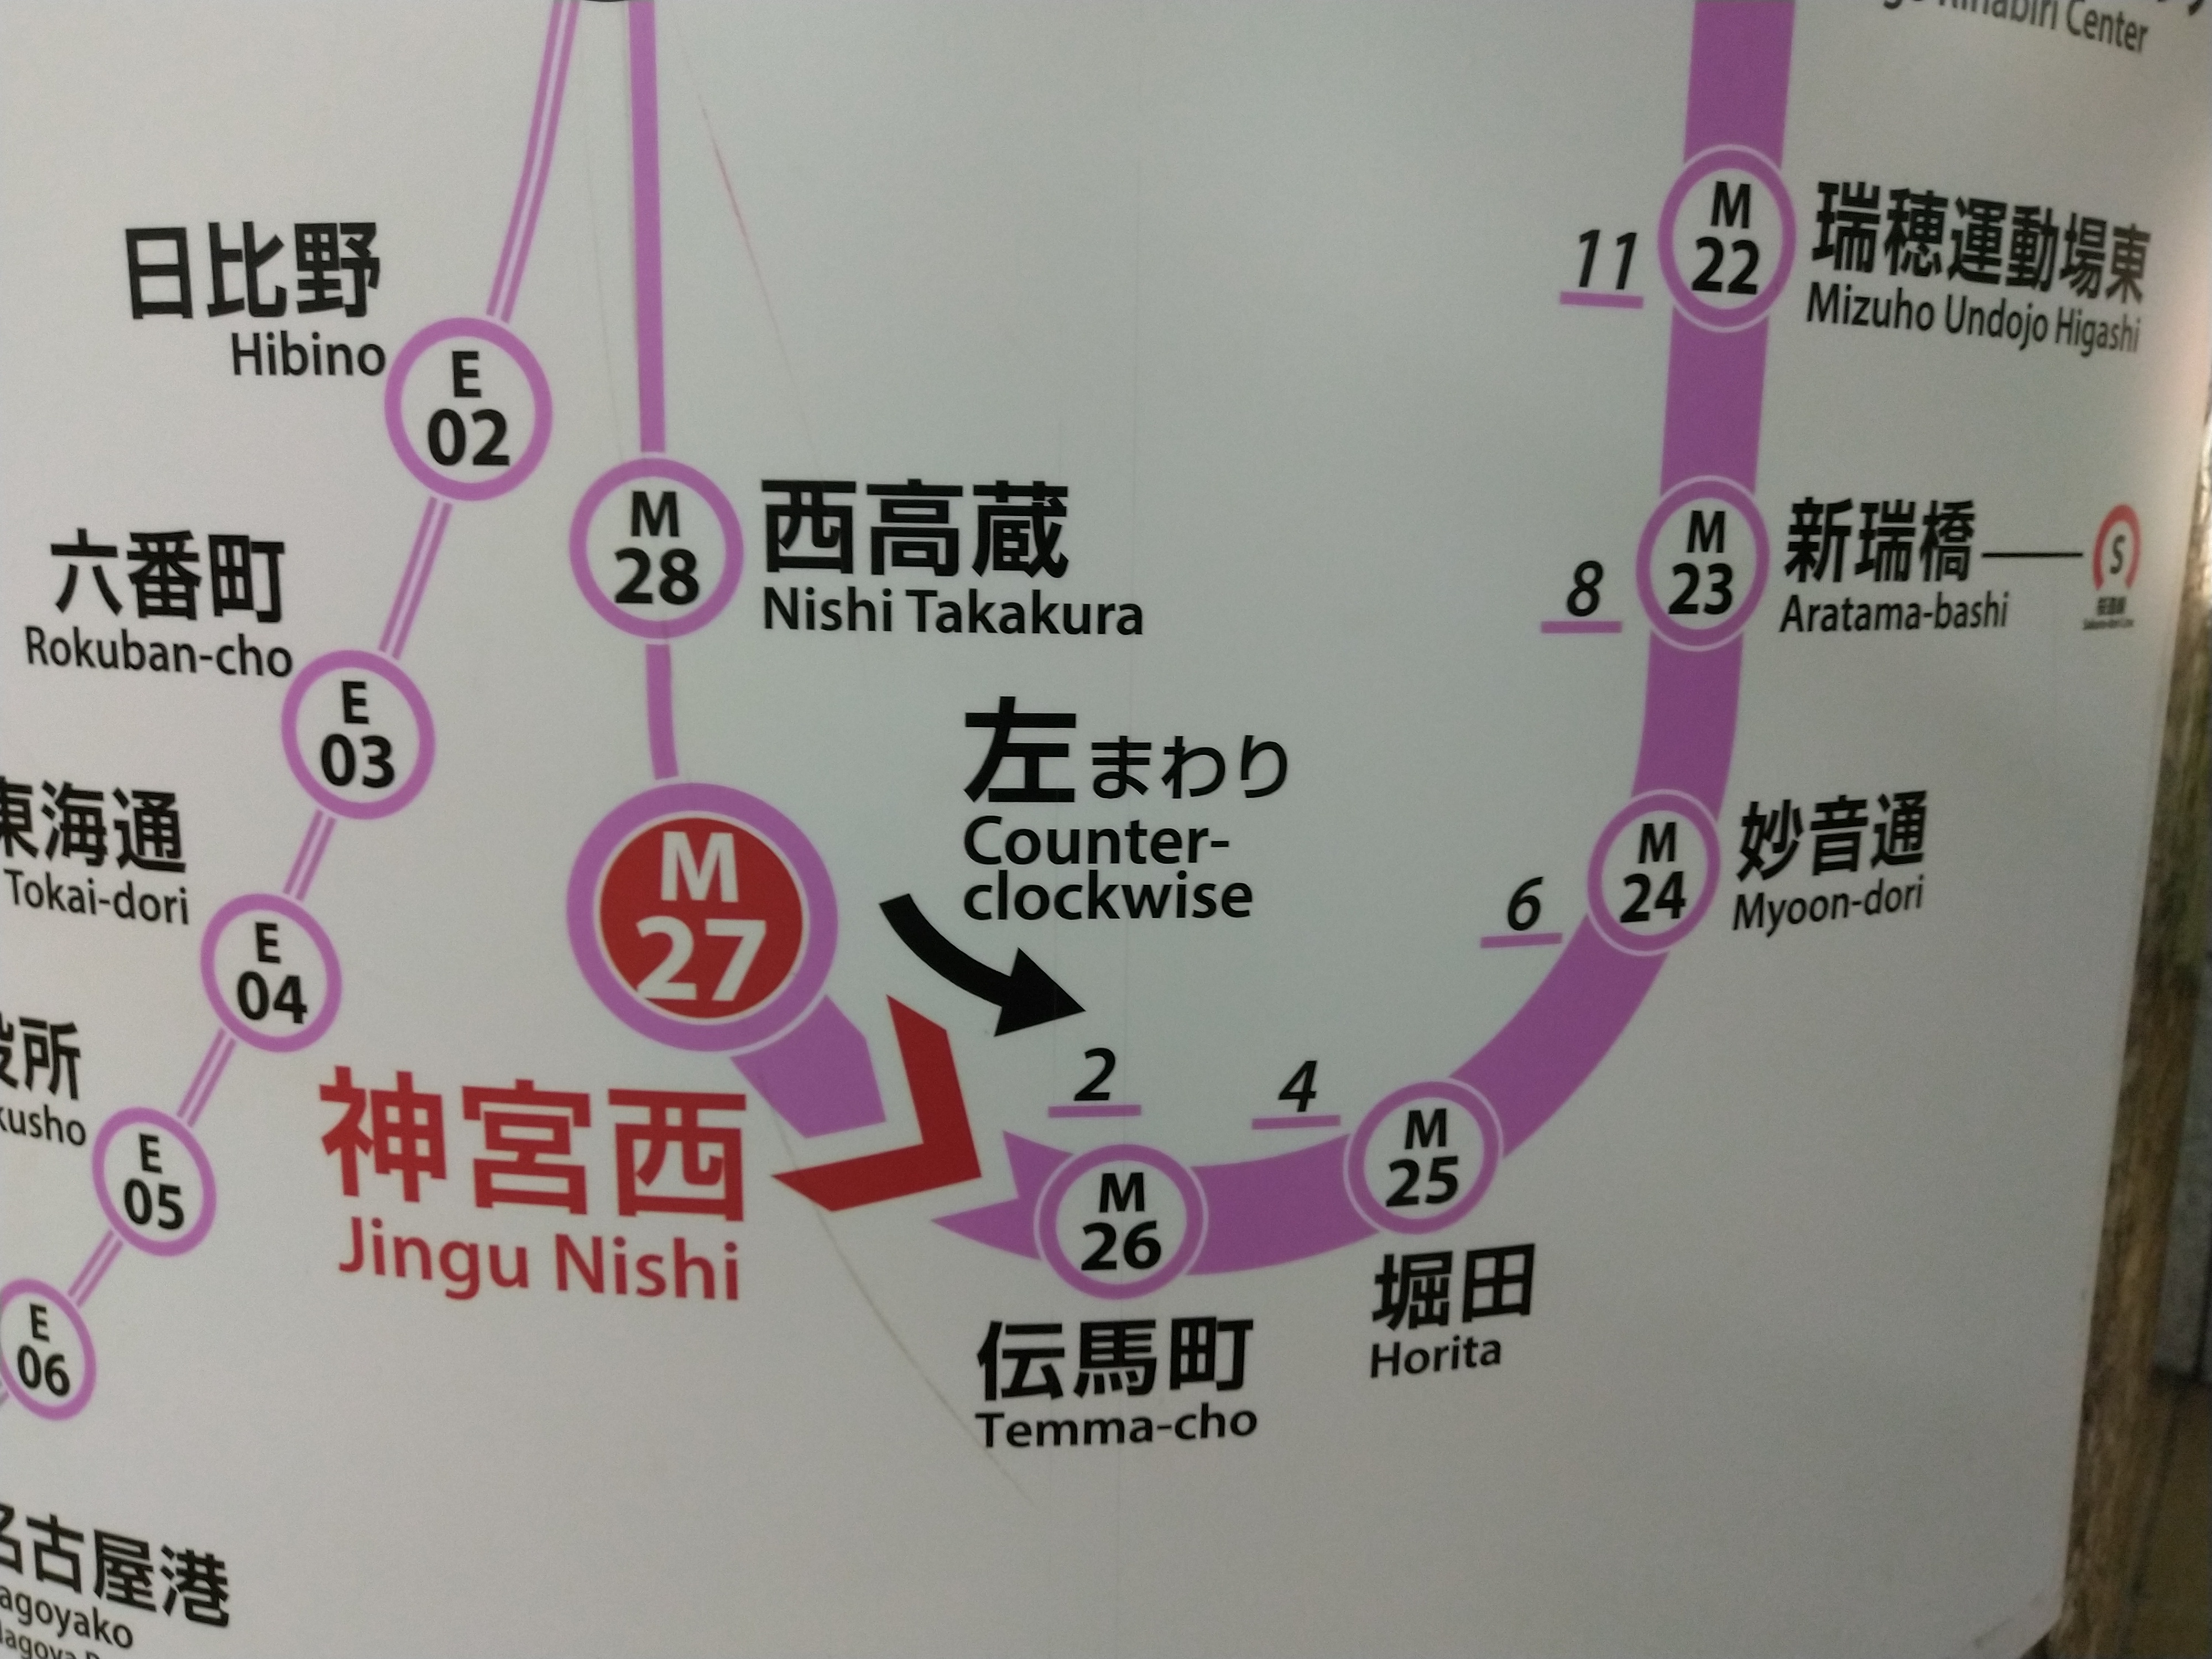 Center
M
22
瑞穂運動場東
Mizuho Undojo Higashi
11
日比野
Hibino
E
02
M
28
西高蔵
Nishi Takakura
M
23
新瑞橋
Aratama-bashi
S
8
六番町
Rokuban-cho
E
03
左まわり
Counter-
clockwise
M
24
妙音通
Myoon-dori
6
東海通
Tokai-dori
E
04
M
27
神宮西
Jingu Nishi
2
4
M
25
堀田
Horita
M
26
伝馬町
Temma-cho
E
05
E
06
名古屋港